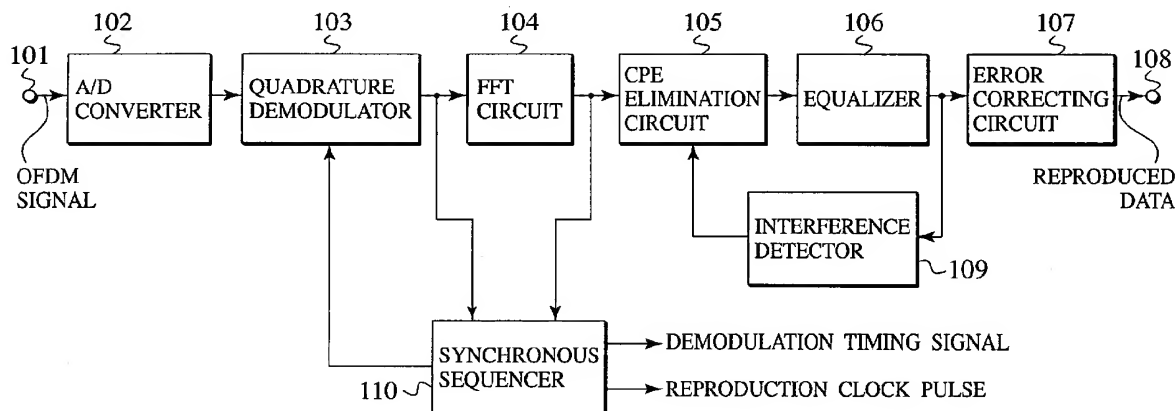 102
103
104
105
106
107
101
108
A/D
CONVERTER
QUADRATURE
DEMODULATOR
FFT
CIRCUIT
CPE
ELIMINATION
CIRCUIT
EQUALIZER
ERROR
CORRECTING
CIRCUIT
OFDM
SIGNAL
REPRODUCED
DATA
INTERFERENCE
DETECTOR
109
SYNCHRONOUS
SEQUENCER
110
DEMODULATION TIMING SIGNAL
REPRODUCTION CLOCK PULSE